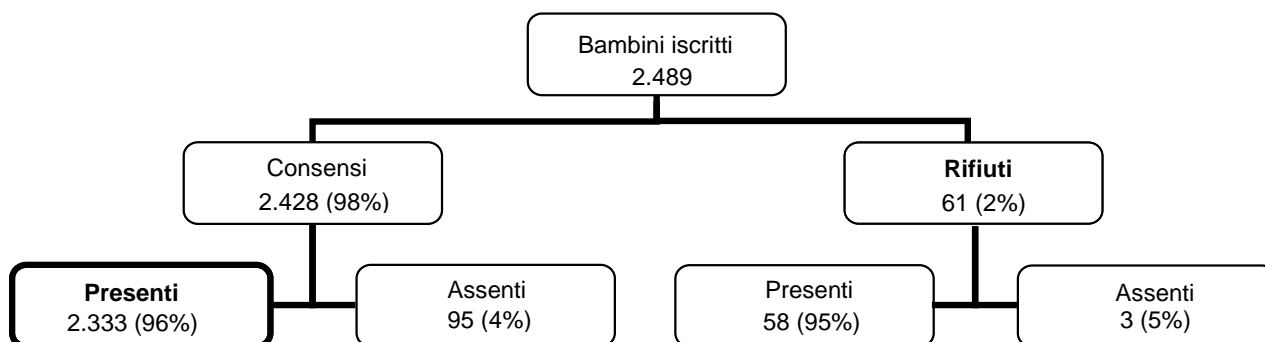 Bambini iscritti
2.489
Consensi
2.428 (98%)
Rifiuti
61 (2%)
Presenti
2.333 (96%)
Assenti
95 (4%)
Presenti
58 (95%)
Assenti
3 (5%)